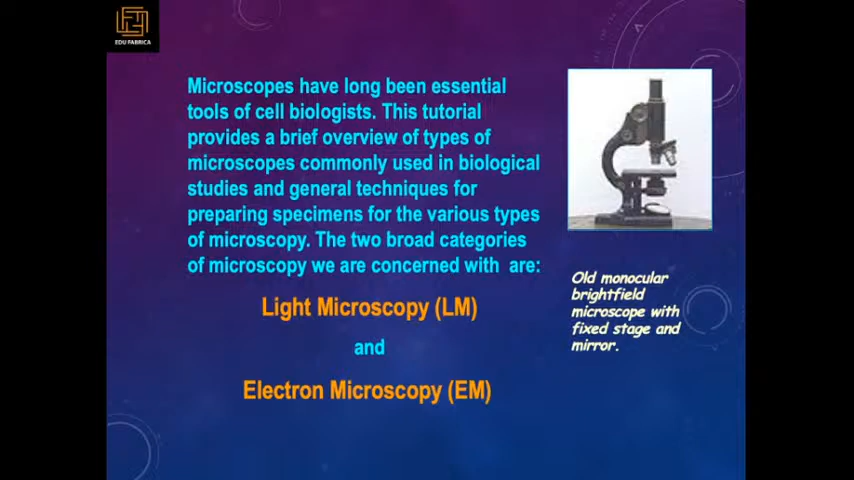 EDU FABRICA
Microscopes have long been essential
tools of cell biologists. This tutorial
provides a brief overview of types of
microscopes commonly used in biological
studies and general techniques for
preparing specimens for the various types
of microscopy. The two broad categories
of microscopy we are concerned with are:
Light Microscopy (LM)
and
Electron Microscopy (EM)
Old monocular
brightfield
microscope with
fixed stage and
mirror.